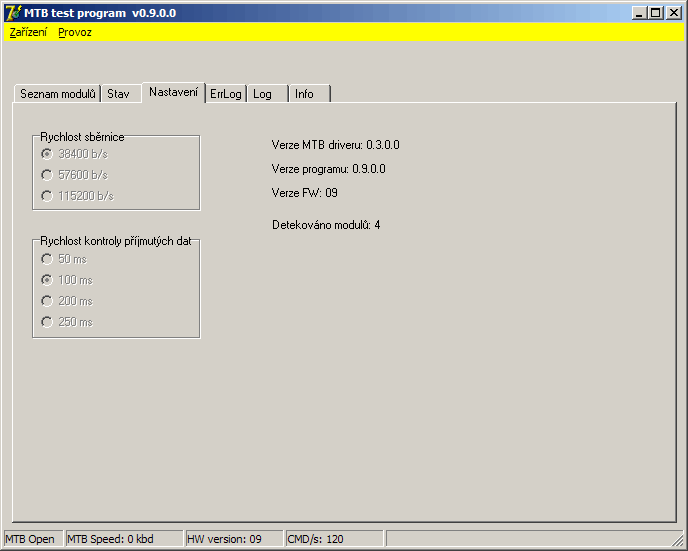 MTB test program v0.9.0.0
Zařízení Provoz
Seznam modulů Stav Nastavení ErrLog Log Info
Rychlost sběrnice
38400 b/s
57600 b/s
115200 b/s
Verze MTB driveru: 0.3.0.0
Verze programu: 0.9.0.0
Verze FW: 09
Detekováno modulů: 4
Rychlost kontroly příjmutých dat
50 ms
100 ms
200 ms
250 ms
MTB Open MTB Speed: 0 kbd HW version: 09 CMD/s: 120